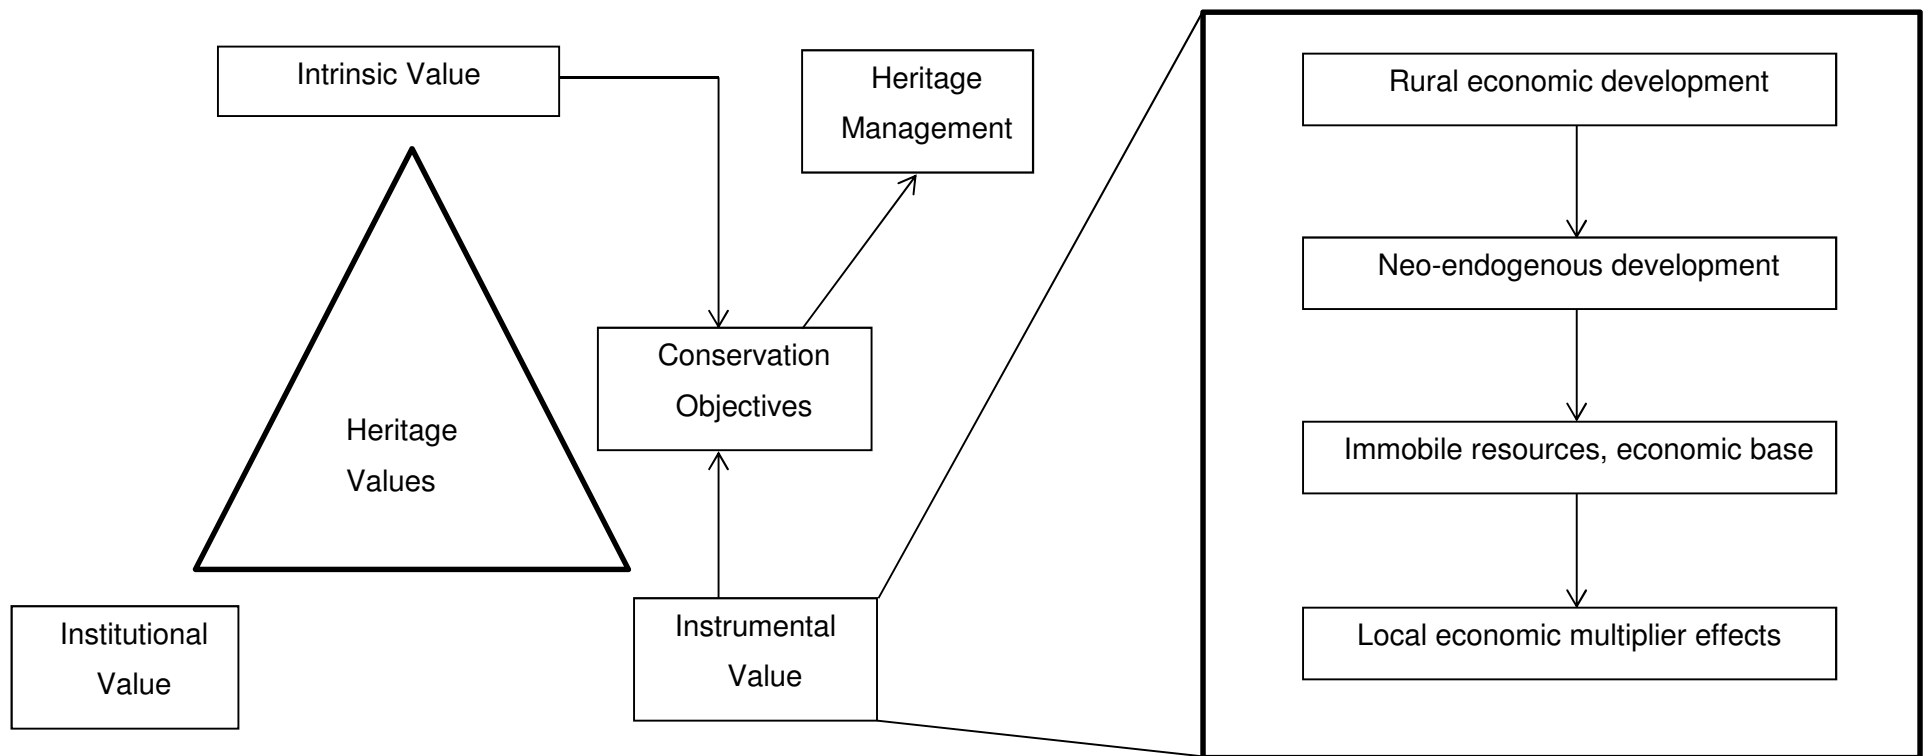 Intrinsic Value
Heritage
Management
Conservation
Objectives
Heritage
Values
Institutional
Value
Instrumental
Value
Rural economic development
Neo-endogenous development
Immobile resources, economic base
Local economic multiplier effects